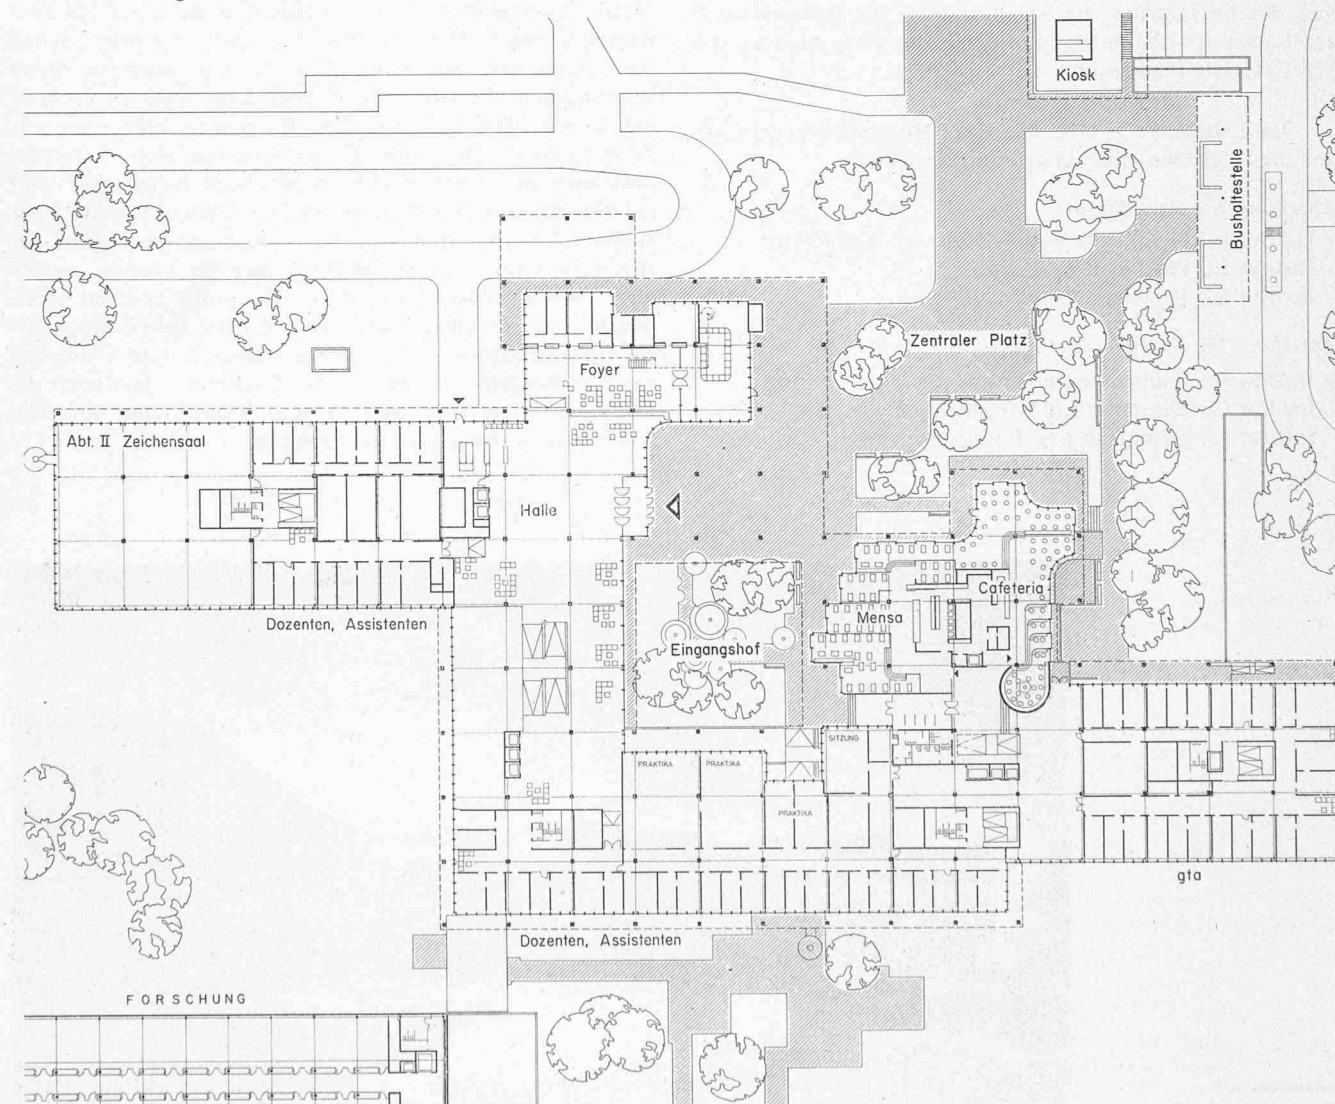 Kiosk
Bushaltestelle
Zentraler Platz
Foyer
Abt. II Zeichensaal
Halle
Cafeteria
Dozenten, Assistenten
Mensa
Eingangshof
SITZUNG
PRAKTIKA
PRAKTIKA
PRAKTIKA
gta
Dozenten, Assistenten
FORSCHUNG